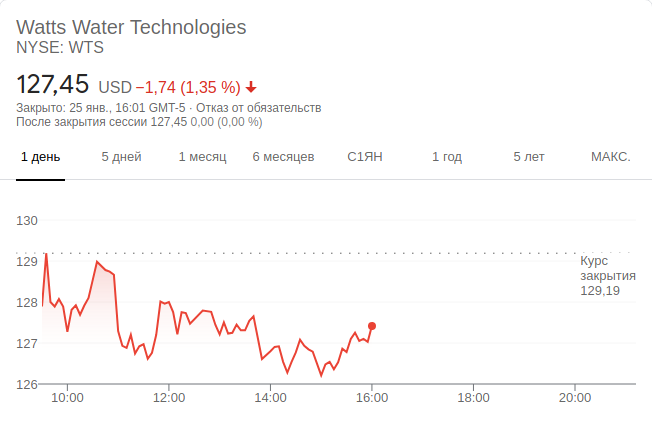 Watts Water Technologies
NYSE: WTS
127,45 USD −1,74 (1,35 %)
Закрыто: 25 янв., 16:01 GMT-5 · Отказ от обязательств
После закрытия сессии 127,45 0,00 (0,00 %)
1 день 5 дней 1 месяц 6 месяцев С1ЯН 1 год 5 лет МАКС.
130
129
128
127
126
Курс
закрытия
129,19
10:00 12:00 14:00 16:00 18:00 20:00